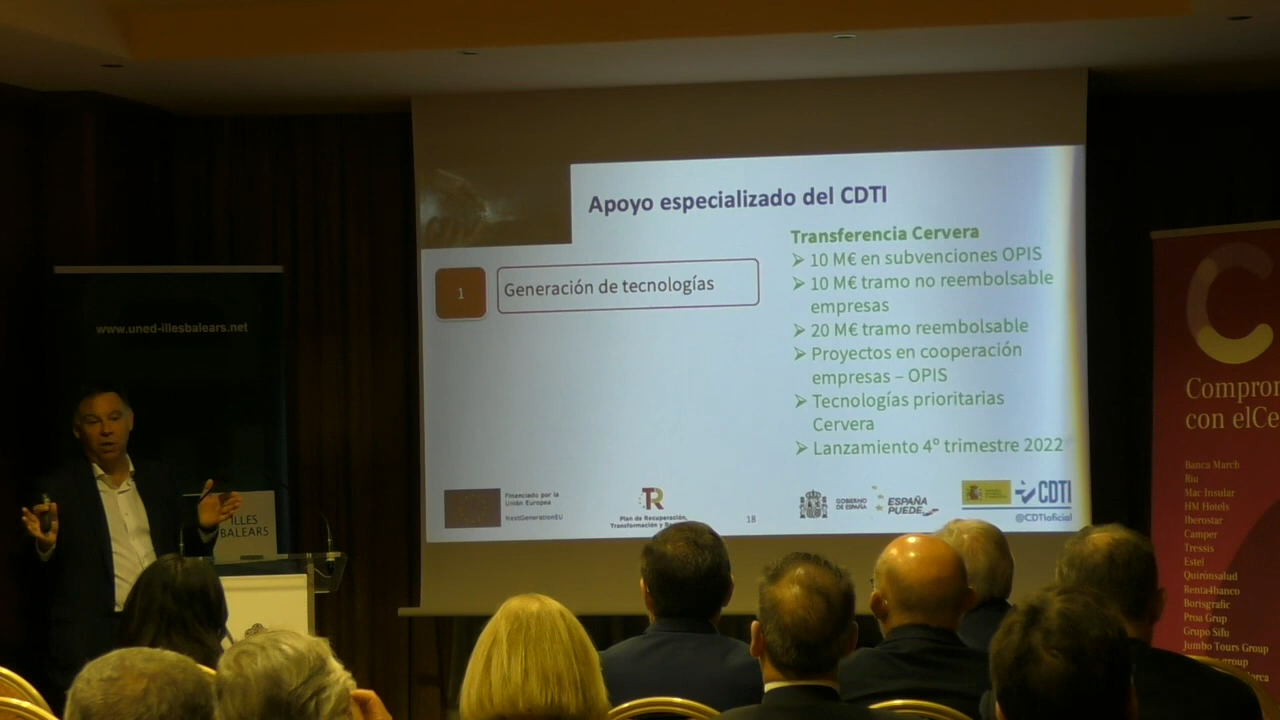 Apoyo especializado del CDTI
1
Generación de tecnologías
Transferencia Cervera
➢ 10 M€ en subvenciones OPIS
➢ 10 M€ tramo no reembolsable
empresas
➢ 20 M€ tramo reembolsable
➢ Proyectos en cooperación
empresas – OPIS
➢ Tecnologías prioritarias
Cervera
➢ Lanzamiento 4º trimestre 2022
Financiado por la
Unión Europea
NextGenerationEU
TR
Plan de Recuperación,
Transformación y
18
GOBIERNO
DE ESPAÑA
ESPAÑA
PUEDE
CDTI
@CDTIoficial
www.uned-illesbalears.net
ILLES
BALEARS
Compro
con elCe
Banca March
Riu
Mac Insular
HM Hotels
Iberostar
Camper
Tressis
Estel
Quirónsalud
Renta4banco
Borisgrafic
Proa Grup
Grupo Sifu
Jumbo Tours Group
group
orca